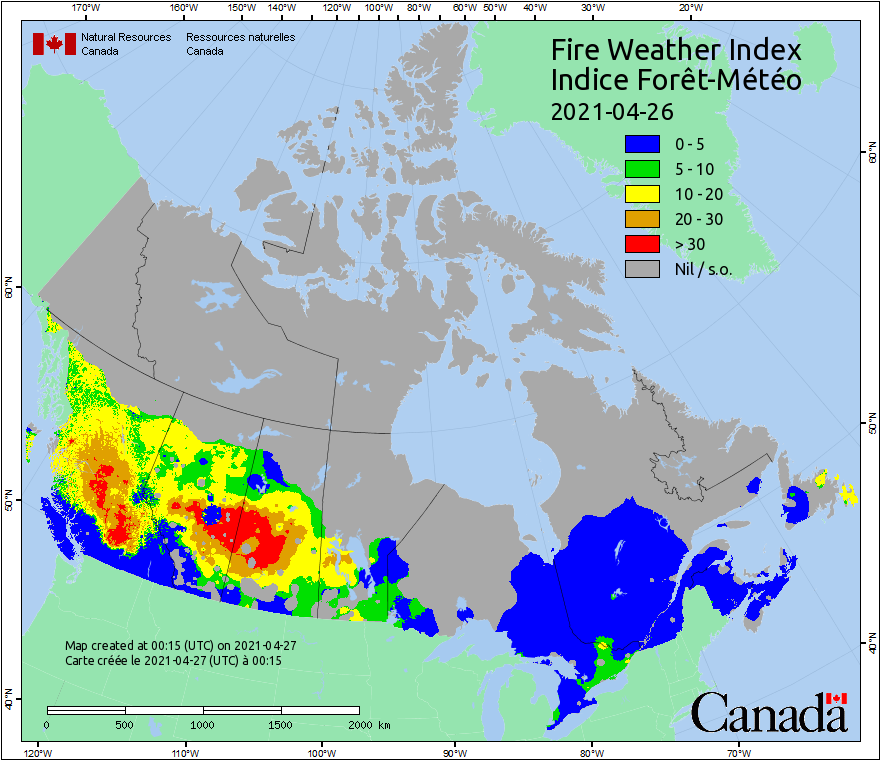 170°W 160°W 150°W 140°W 130°W 120°W 110°W 100°W 90°W 80°W 60°W 50°W 40°W 30°W 20°W
Natural Resources Ressources naturelles
Canada Canada
Fire Weather Index
Indice Forêt-Météo
2021-04-26
0 - 5
5 - 10
10 - 20
20 - 30
> 30
Nil / s.o.
60°N
60°N
50°N
50°N
40°N
40°N
Map created at 00:15 (UTC) on 2021-04-27
Carte créée le 2021-04-27 (UTC) à 00:15
0 500 1000 1500 2000 km
Canada
120°W 110°W 100°W 90°W 80°W 70°W